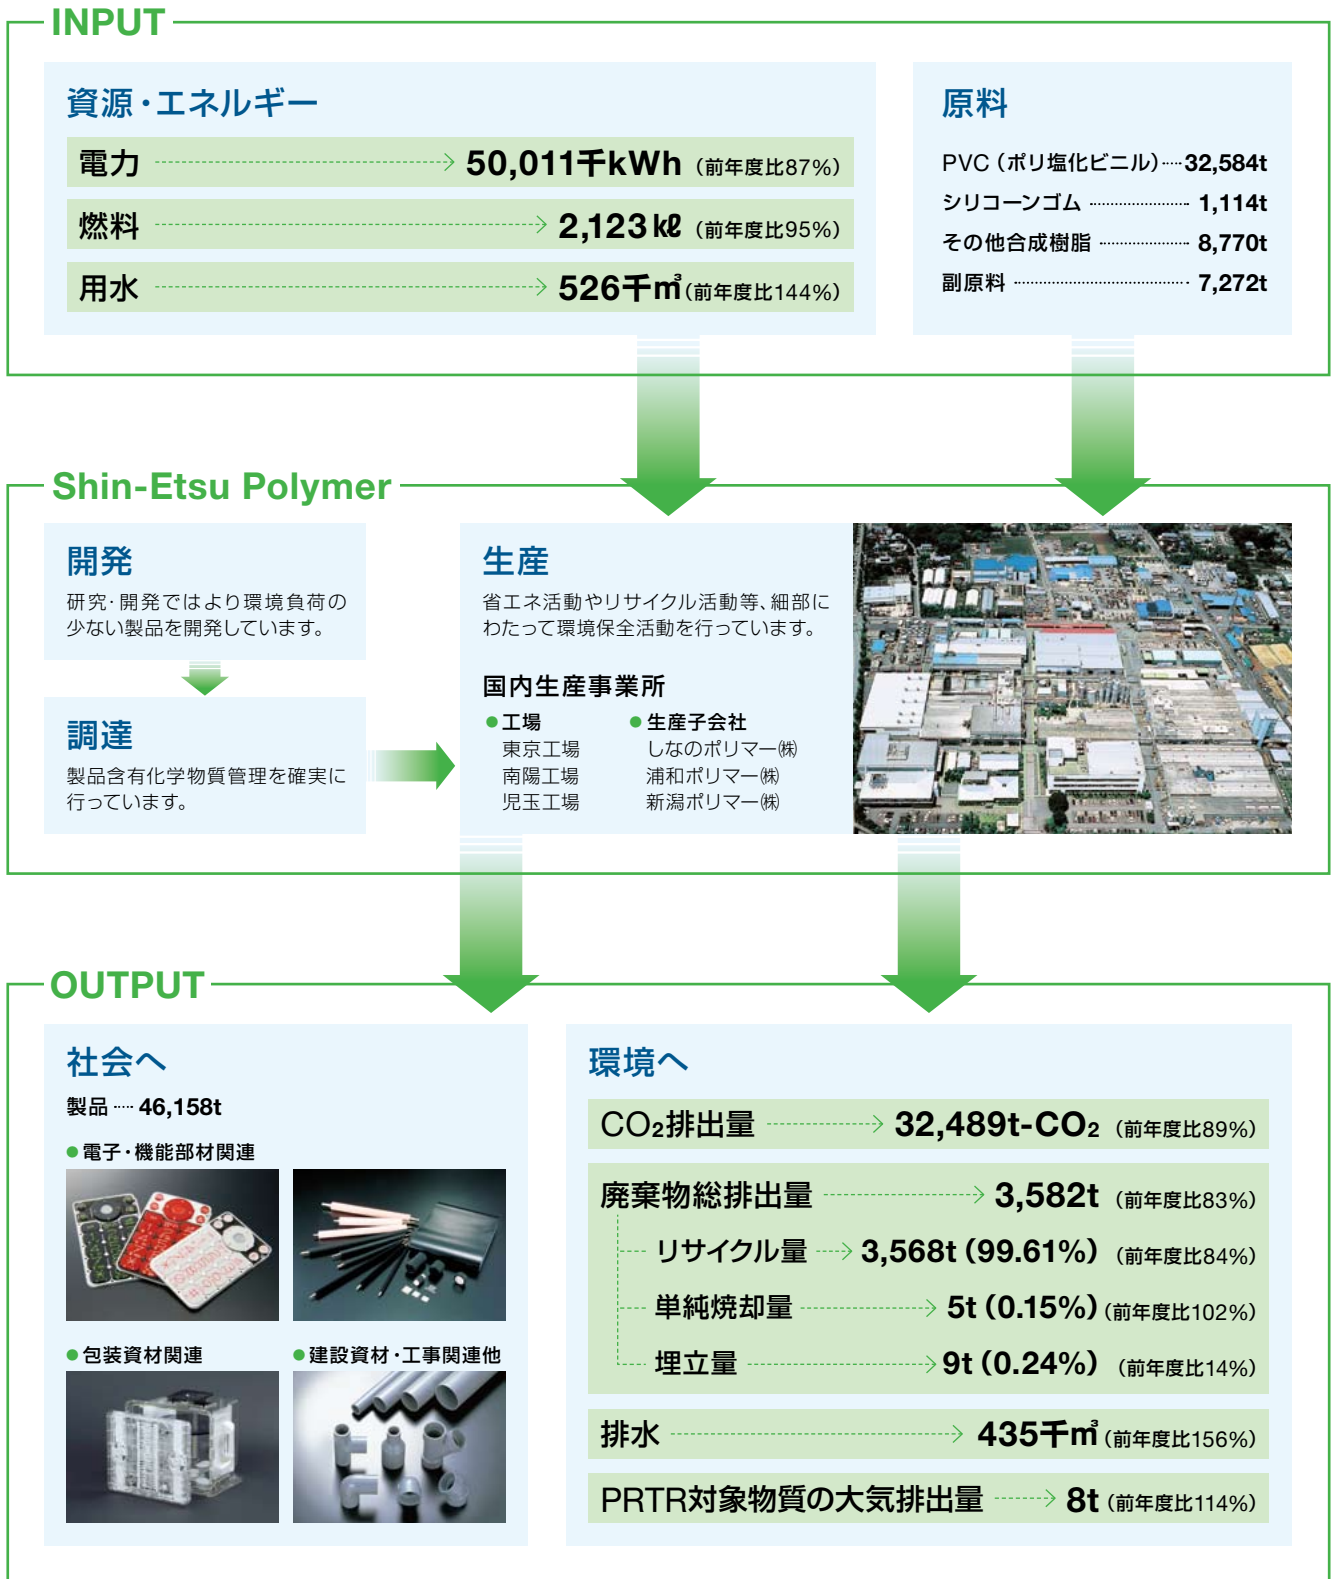 INPUT
資源・エネルギー
電力 50,011千kWh (前年度比87%)
燃料 2,123㎘ (前年度比95%)
用水 526千㎥(前年度比144%)
原料
PVC(ポリ塩化ビニル) 32,584t
シリコーンゴム 1,114t
その他合成樹脂 8,770t
副原料 7,272t
Shin-Etsu Polymer
開発
研究・開発ではより環境負荷の
少ない製品を開発しています。
調達
製品含有化学物質管理を確実に
行っています。
生産
省エネ活動やリサイクル活動等、細部に
わたって環境保全活動を行っています。
国内生産事業所
●工場
東京工場
南陽工場
児玉工場
●生産子会社
しなのポリマー㈱
浦和ポリマー㈱
新潟ポリマー㈱
OUTPUT
社会へ
製品 46,158t
●電子・機能部材関連
●包装資材関連
●建設資材・工事関連他
環境へ
CO₂排出量 32,489t-CO₂ (前年度比89%)
廃棄物総排出量 3,582t (前年度比83%)
リサイクル量 3,568t (99.61%) (前年度比84%)
単純焼却量 5t (0.15%) (前年度比102%)
埋立量 9t (0.24%) (前年度比14%)
排水 435千㎥ (前年度比156%)
PRTR対象物質の大気排出量 8t (前年度比114%)